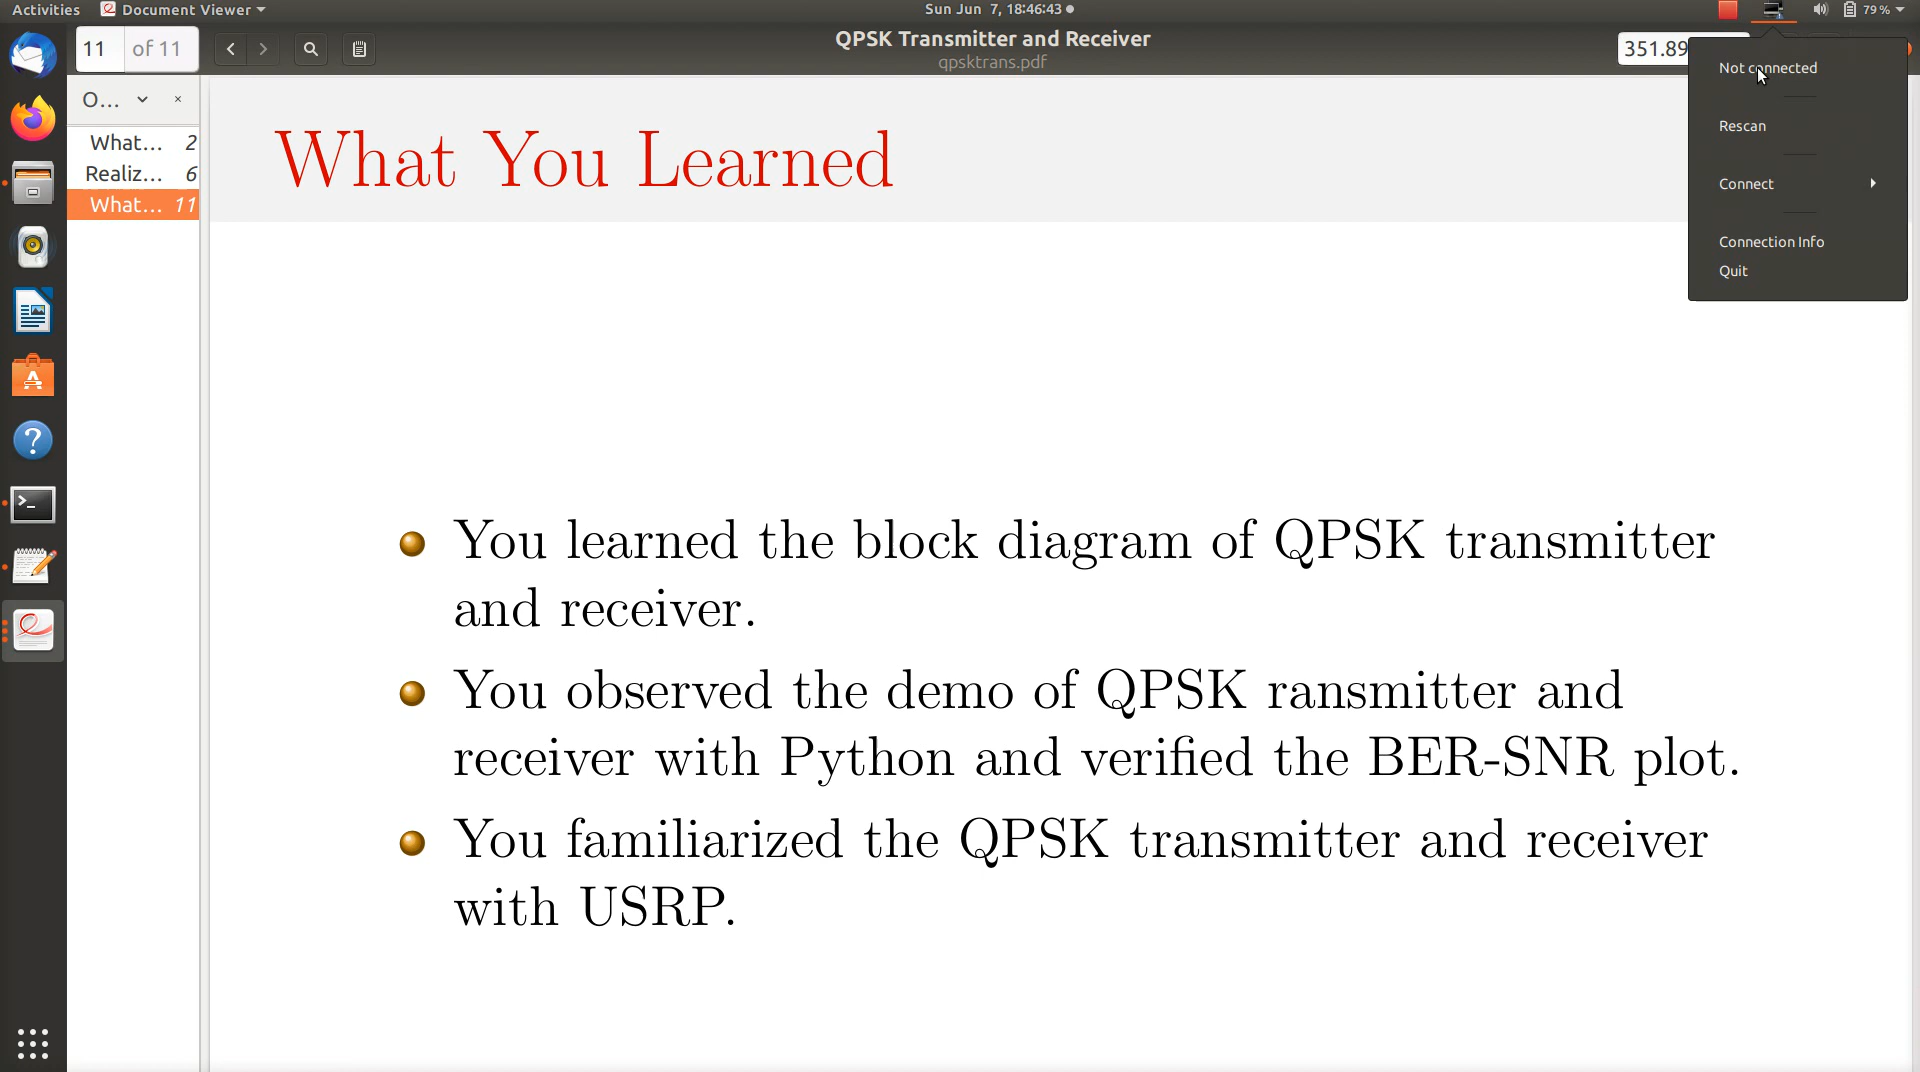 Activities
Document Viewer
Sun Jun 7, 18:46:43
79 %
11 of 11
QPSK Transmitter and Receiver
qpsktrans.pdf
351.89
O...
What... 2
Realiz... 6
What... 11
Not connected
Rescan
Connect
Connection Info
Quit
What You Learned
You learned the block diagram of QPSK transmitter
and receiver.
You observed the demo of QPSK ransmitter and
receiver with Python and verified the BER-SNR plot.
You familiarized the QPSK transmitter and receiver
with USRP.